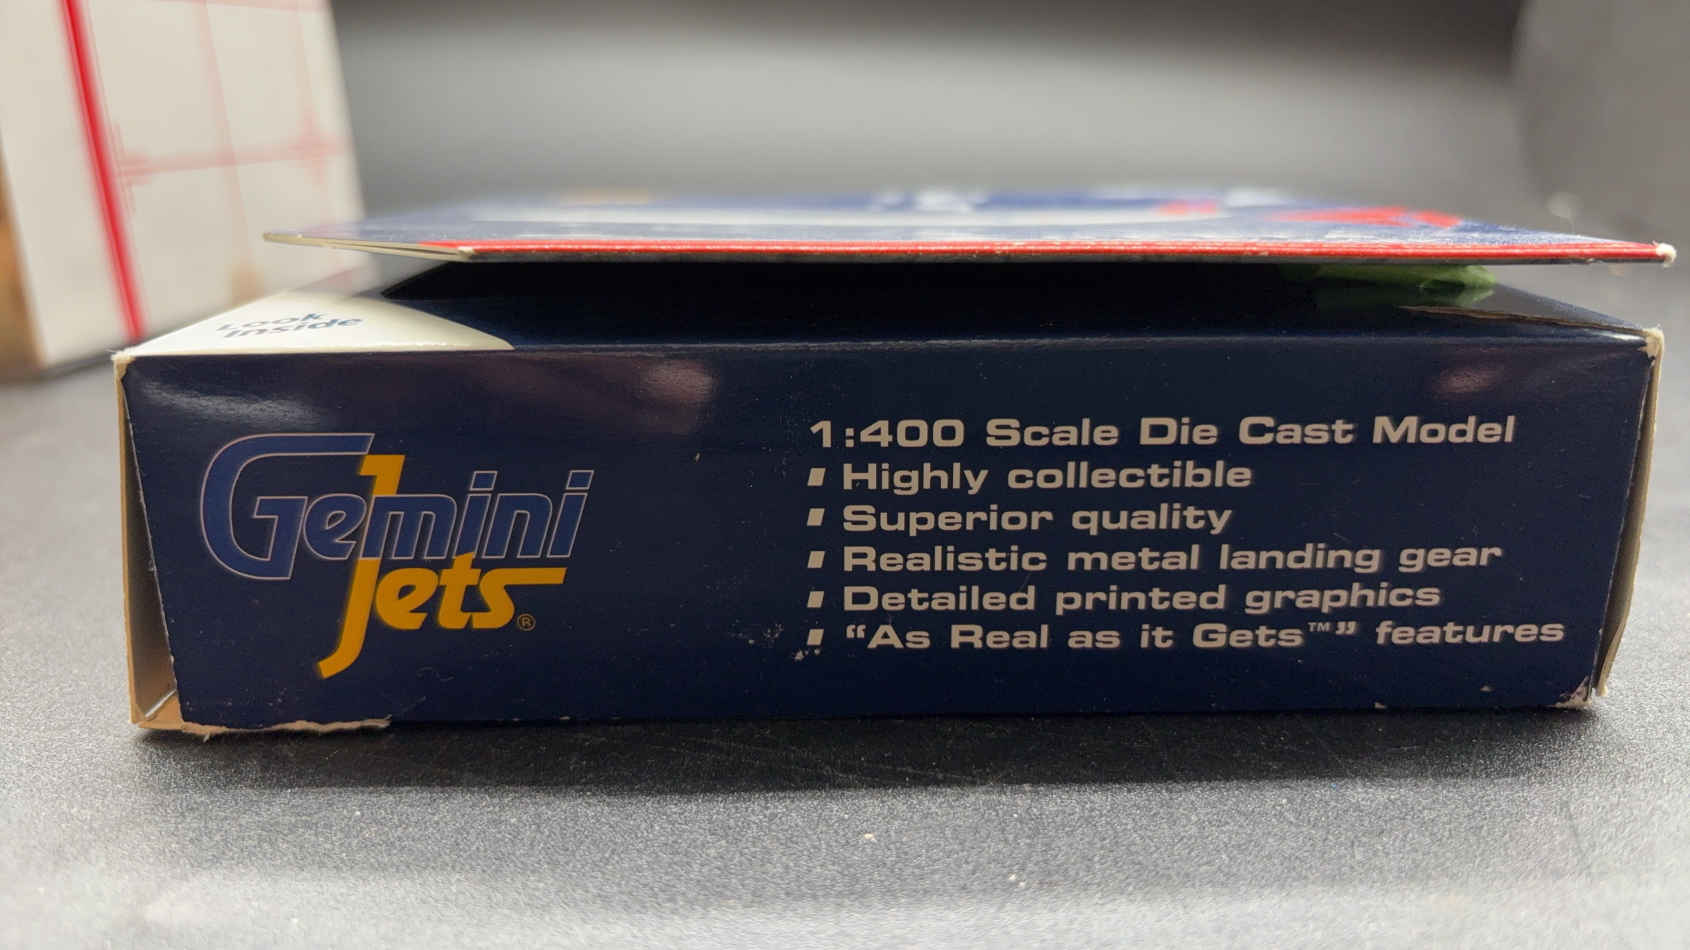 Look
Inside
Gemini
Jets®
1:400 Scale Die Cast Model
▪ Highly collectible
▪ Superior quality
▪ Realistic metal landing gear
▪ Detailed printed graphics
▪ “As Real as it Gets™” features